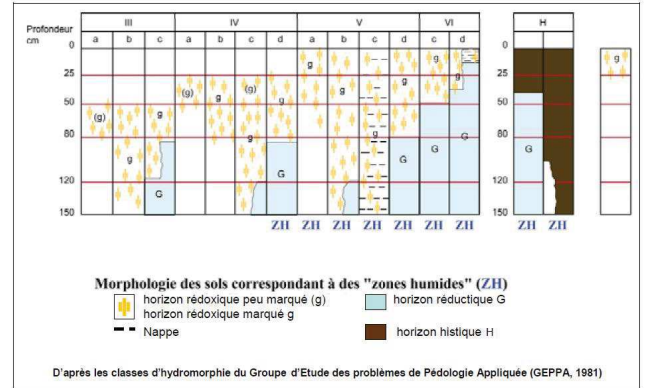 III IV V VI H
Profondeur
cm
a b c a b c d a b c d c d
0
25
50
80
120
150
g g g g g g g
(g) (g) (g) g g g
(g) g g g g g
g g g G G G G
G G G
ZH ZH ZH ZH ZH ZH ZH ZH ZH
Morphologie des sols correspondant à des "zones humides" (ZH)
horizon rédoxique peu marqué (g)
horizon rédoxique marqué g
horizon réductique G
Nappe
horizon histique H
D'après les classes d'hydromorphie du Groupe d'Etude des problèmes de Pédologie Appliquée (GEPPA, 1981)